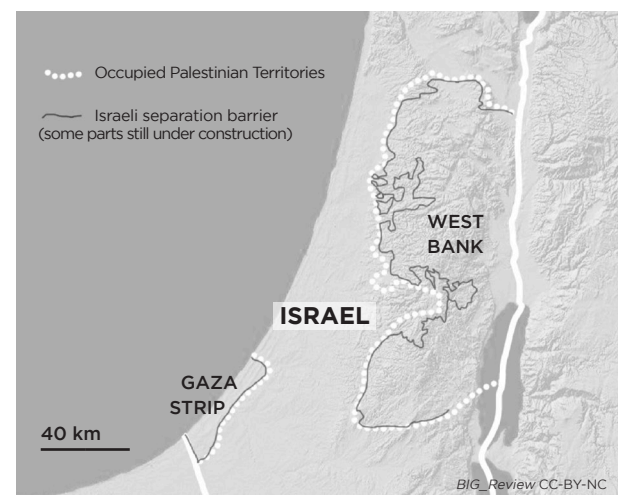 Occupied Palestinian Territories
Israeli separation barrier
(some parts still under construction)
WEST
BANK
ISRAEL
GAZA
STRIP
40 km
BIG_Review CC-BY-NC